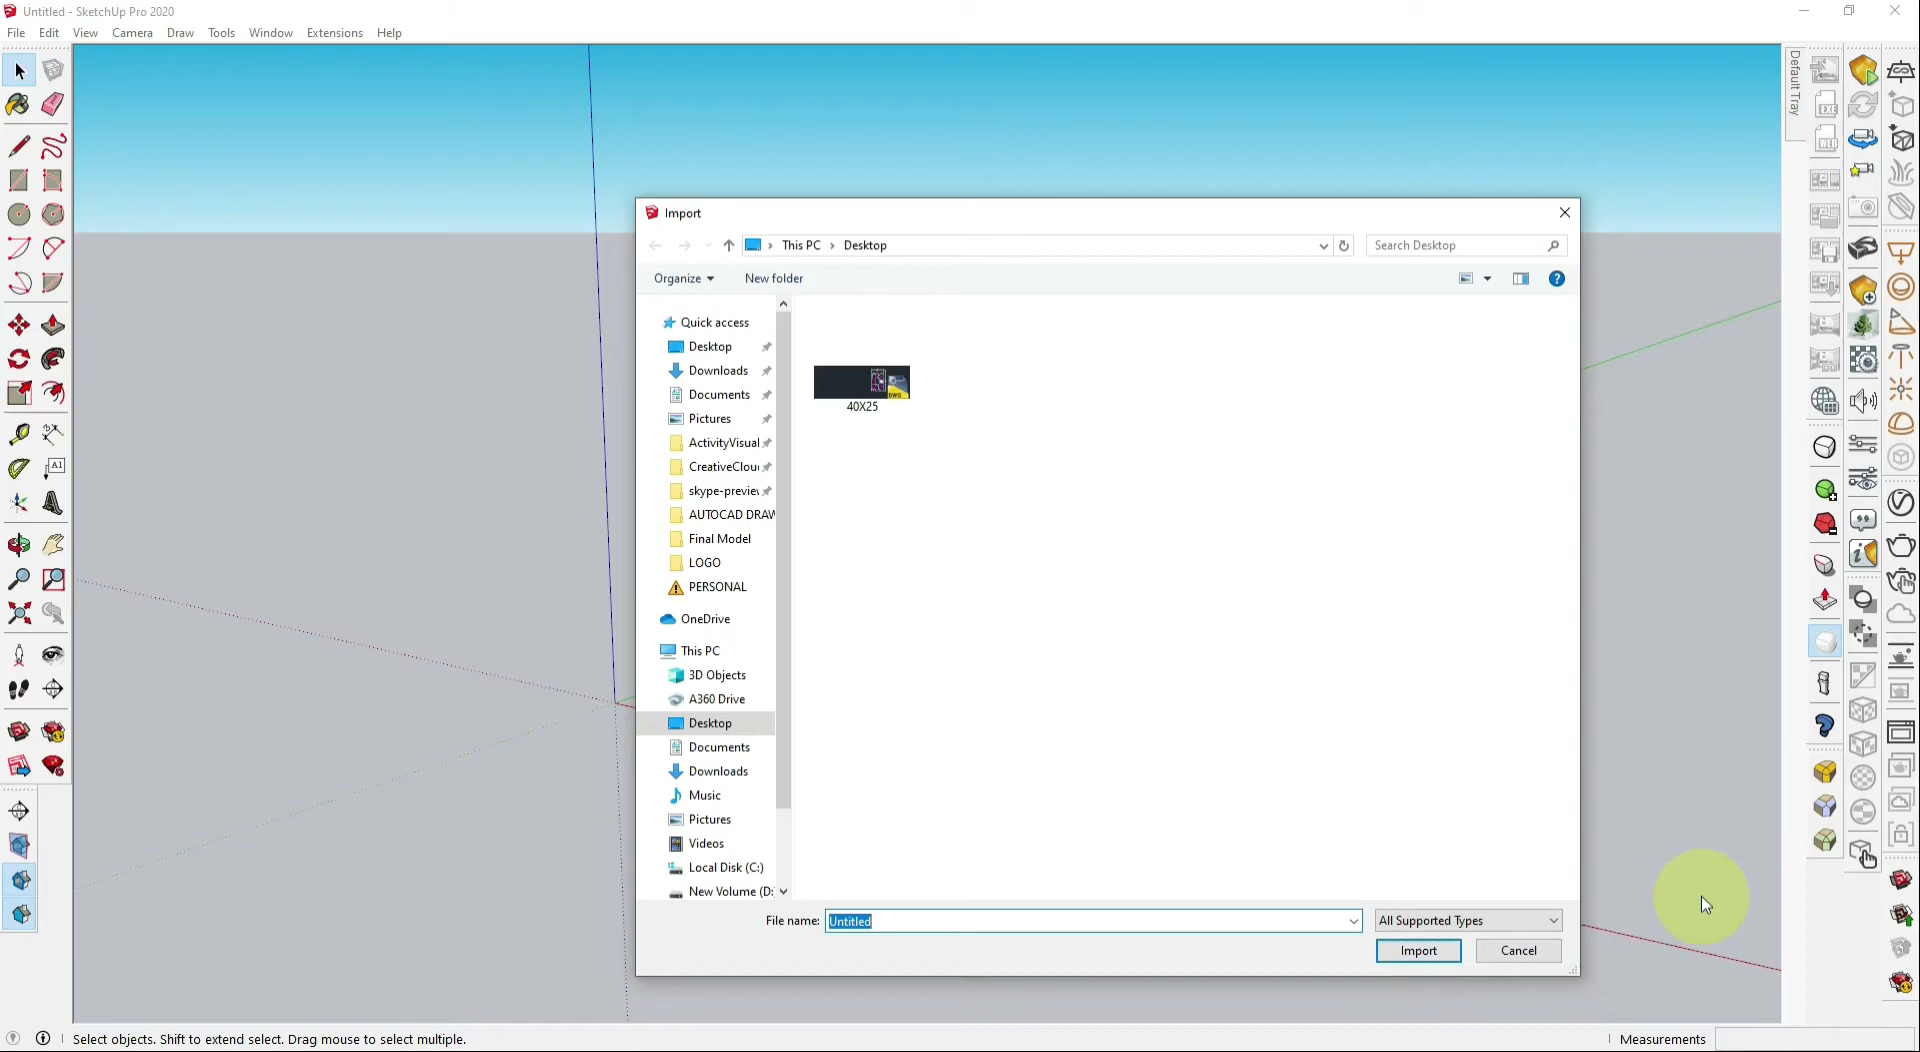 Untitled - SketchUp Pro 2020
File Edit View Camera Draw Tools Window Extensions Help
Default Tray
Import
This PC > Desktop
Search Desktop
Organize
New folder
Quick access
Desktop
Downloads
Documents
Pictures
ActivityVisual
CreativeClou
skype-previe
AUTOCAD DRAW
Final Model
LOGO
PERSONAL
OneDrive
This PC
3D Objects
A360 Drive
Desktop
Documents
Downloads
Music
Pictures
Videos
Local Disk (C:)
New Volume (D:
DWG
40X25
File name: Untitled
All Supported Types
Import
Cancel
A1
EXE
Select objects. Shift to extend select. Drag mouse to select multiple.
Measurements